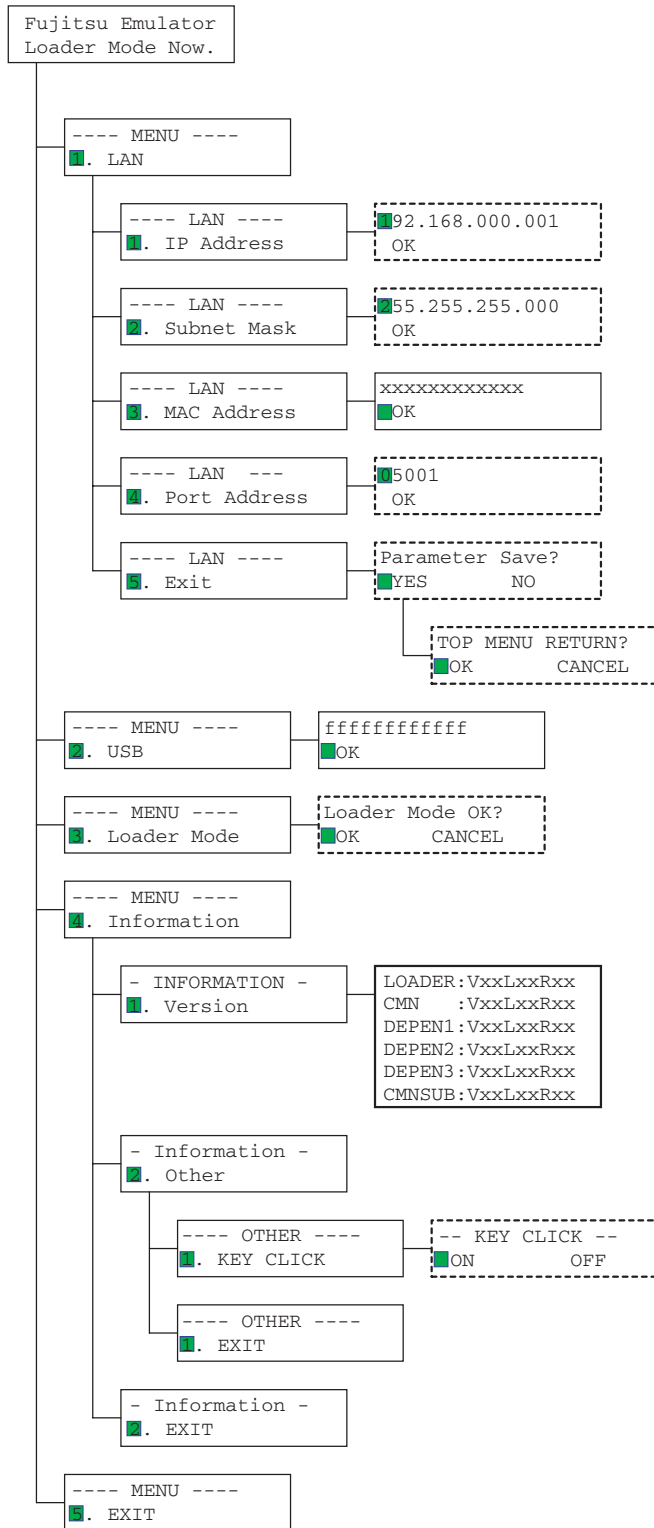 Fujitsu Emulator
Loader Mode Now.
---- MENU ----
1. LAN
---- LAN ----
1. IP Address
192.168.000.001
OK
---- LAN ----
2. Subnet Mask
255.255.255.000
OK
---- LAN ----
3. MAC Address
xxxxxxxxxxxx
OK
---- LAN ---
4. Port Address
05001
OK
---- LAN ----
5. Exit
Parameter Save?
YES NO
TOP MENU RETURN?
OK CANCEL
---- MENU ----
2. USB
ffffffffffff
OK
---- MENU ----
3. Loader Mode
Loader Mode OK?
OK CANCEL
---- MENU ----
4. Information
- INFORMATION -
1. Version
LOADER:VxxLxxRxx
CMN :VxxLxxRxx
DEPEN1:VxxLxxRxx
DEPEN2:VxxLxxRxx
DEPEN3:VxxLxxRxx
CMNSUB:VxxLxxRxx
- Information -
2. Other
---- OTHER ----
1. KEY CLICK
-- KEY CLICK --
ON OFF
---- OTHER ----
1. EXIT
- Information -
2. EXIT
---- MENU ----
5. EXIT